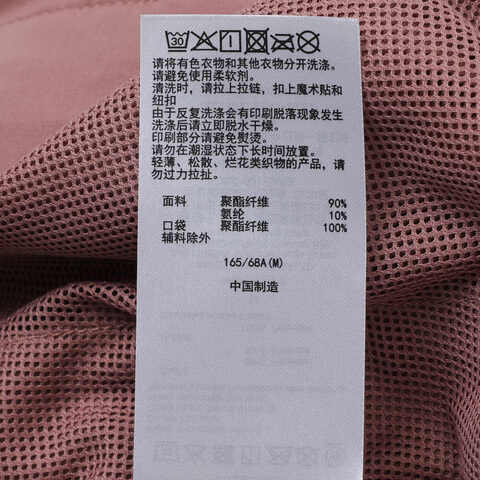 30
请将有色衣物和其他衣物分开洗涤。
请避免使用柔软剂。
清洗时，请拉上拉链，扣上魔术贴和
纽扣
由于反复洗涤会有印刷脱落现象发生
洗涤后请立即脱水干燥。
印刷部分请避免熨烫。
请勿在潮湿状态下长时间放置。
轻薄、松散、烂花类织物的产品，请
勿过力拉扯。
面料 聚酯纤维 90%
氨纶 10%
口袋 聚酯纤维 100%
辅料除外
165/68A(M)
中国制造